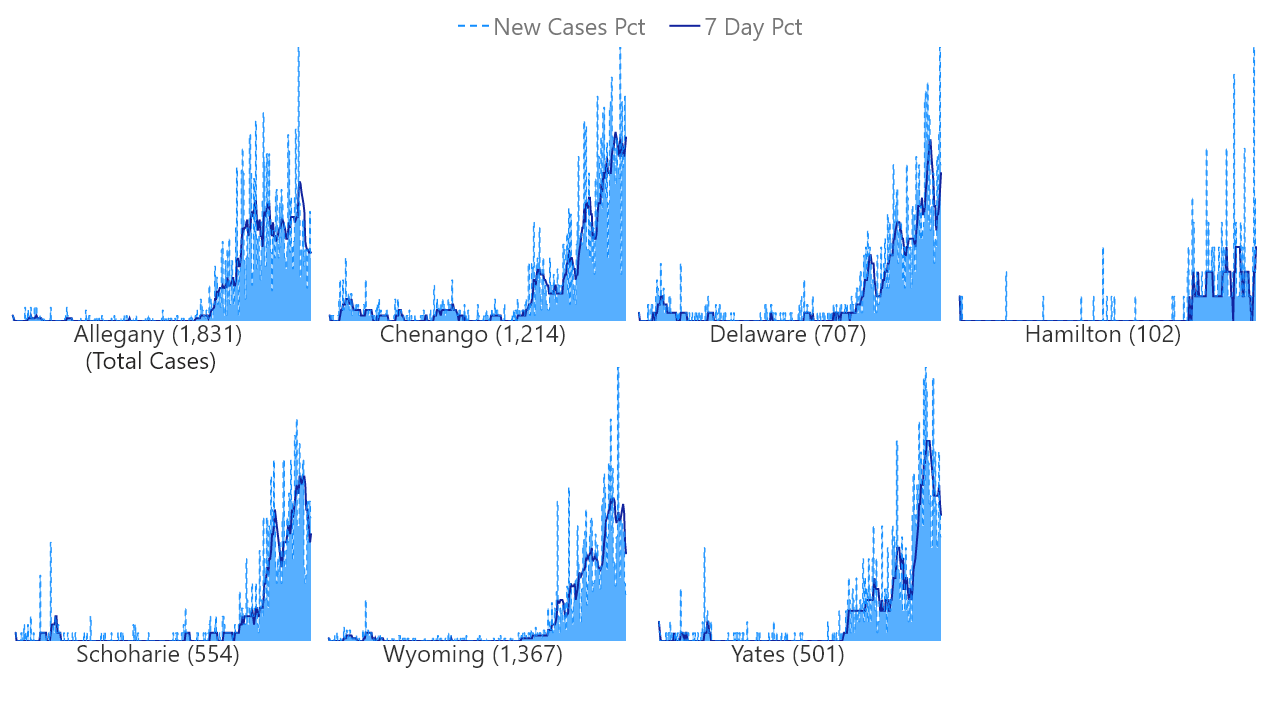 New Cases Pct 7 Day Pct
Allegany (1,831) Chenango (1,214) Delaware (707) Hamilton (102)
(Total Cases)
Schoharie (554) Wyoming (1,367) Yates (501)